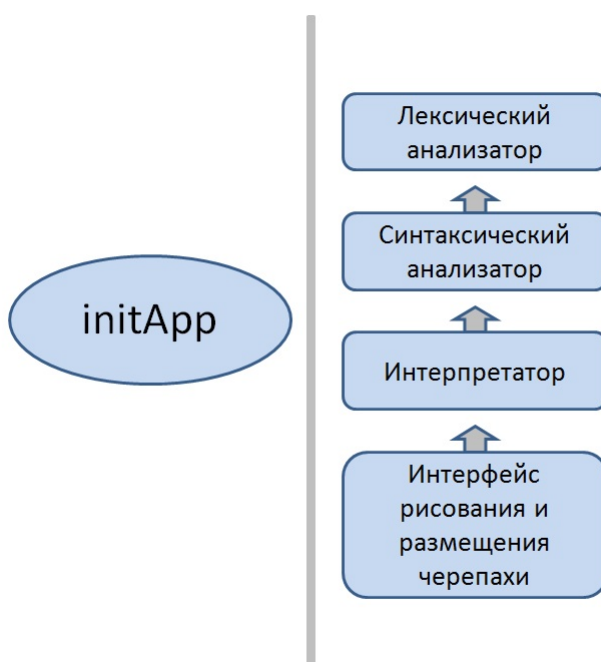 initApp
Лексический
анализатор
Синтаксический
анализатор
Интерпретатор
Интерфейс
рисования и
размещения
черепахи